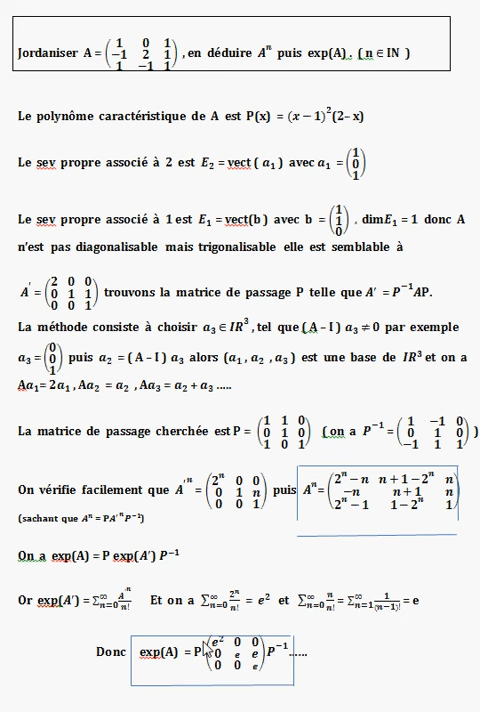 Jordaniser A = ( 1 0 1 ; −1 2 1 ; 1 −1 1 ) , en déduire Aⁿ puis exp(A). ( n ∈ IN )
Le polynôme caractéristique de A est P(x) = (x − 1)²(2− x)
Le sev propre associé à 2 est E₂ = vect ( a₁ ) avec a₁ = ( 1 ; 0 ; 1 )
Le sev propre associé à 1 est E₁ = vect(b ) avec b = ( 1 ; 1 ; 0 ) . dimE₁ = 1 donc A
n'est pas diagonalisable mais trigonalisable elle est semblable à
A' = ( 2 0 0 ; 0 1 1 ; 0 0 1 ) trouvons la matrice de passage P telle que A' = P⁻¹AP.
La méthode consiste à choisir a₃ ∈ IR³ , tel que ( A – I ) a₃ ≠ 0 par exemple
a₃ = ( 0 ; 0 ; 1 ) puis a₂ = ( A – I ) a₃ alors (a₁ , a₂ , a₃ ) est une base de IR³ et on a
Aa₁= 2a₁ , Aa₂ = a₂ , Aa₃ = a₂ + a₃ .....
La matrice de passage cherchée est P = ( 1 1 0 ; 0 1 0 ; 1 0 1 ) ( on a P⁻¹ = ( 1 −1 0 ; 0 1 0 ; −1 1 1 ) )
On vérifie facilement que A'ⁿ = ( 2ⁿ 0 0 ; 0 1 n ; 0 0 1 ) puis Aⁿ = ( 2ⁿ − n n + 1 − 2ⁿ n ; −n n + 1 n ; 2ⁿ − 1 1 − 2ⁿ 1 )
(sachant que Aⁿ = PA'ⁿP⁻¹)
On a exp(A) = P exp(A') P⁻¹
Or exp(A') = ∑_{n=0}^{∞} A'ⁿ/n! Et on a ∑_{n=0}^{∞} 2ⁿ/n! = e² et ∑_{n=0}^{∞} n/n! = ∑_{n=1}^{∞} 1/(n−1)! = e
Donc exp(A) = P ( e² 0 0 ; 0 e e ; 0 0 e ) P⁻¹......